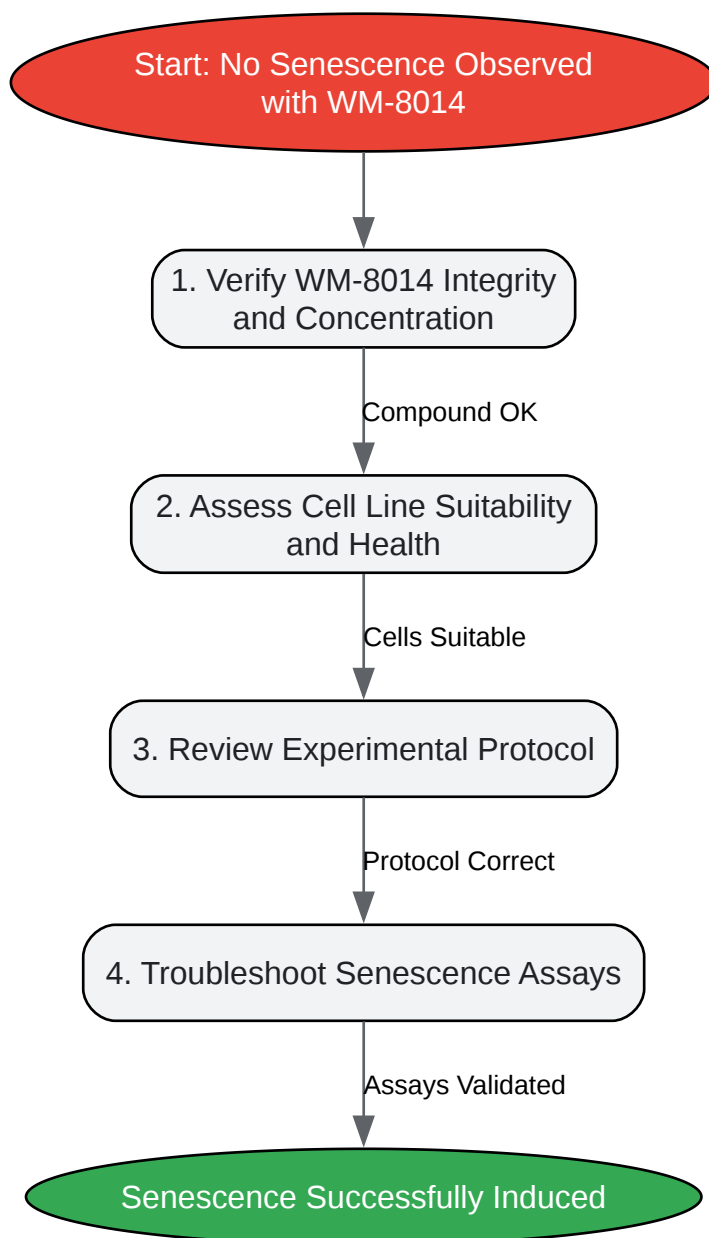 Start: No Senescence Observed
with WM-8014
1. Verify WM-8014 Integrity
and Concentration
Compound OK
2. Assess Cell Line Suitability
and Health
Cells Suitable
3. Review Experimental Protocol
Protocol Correct
4. Troubleshoot Senescence Assays
Assays Validated
Senescence Successfully Induced